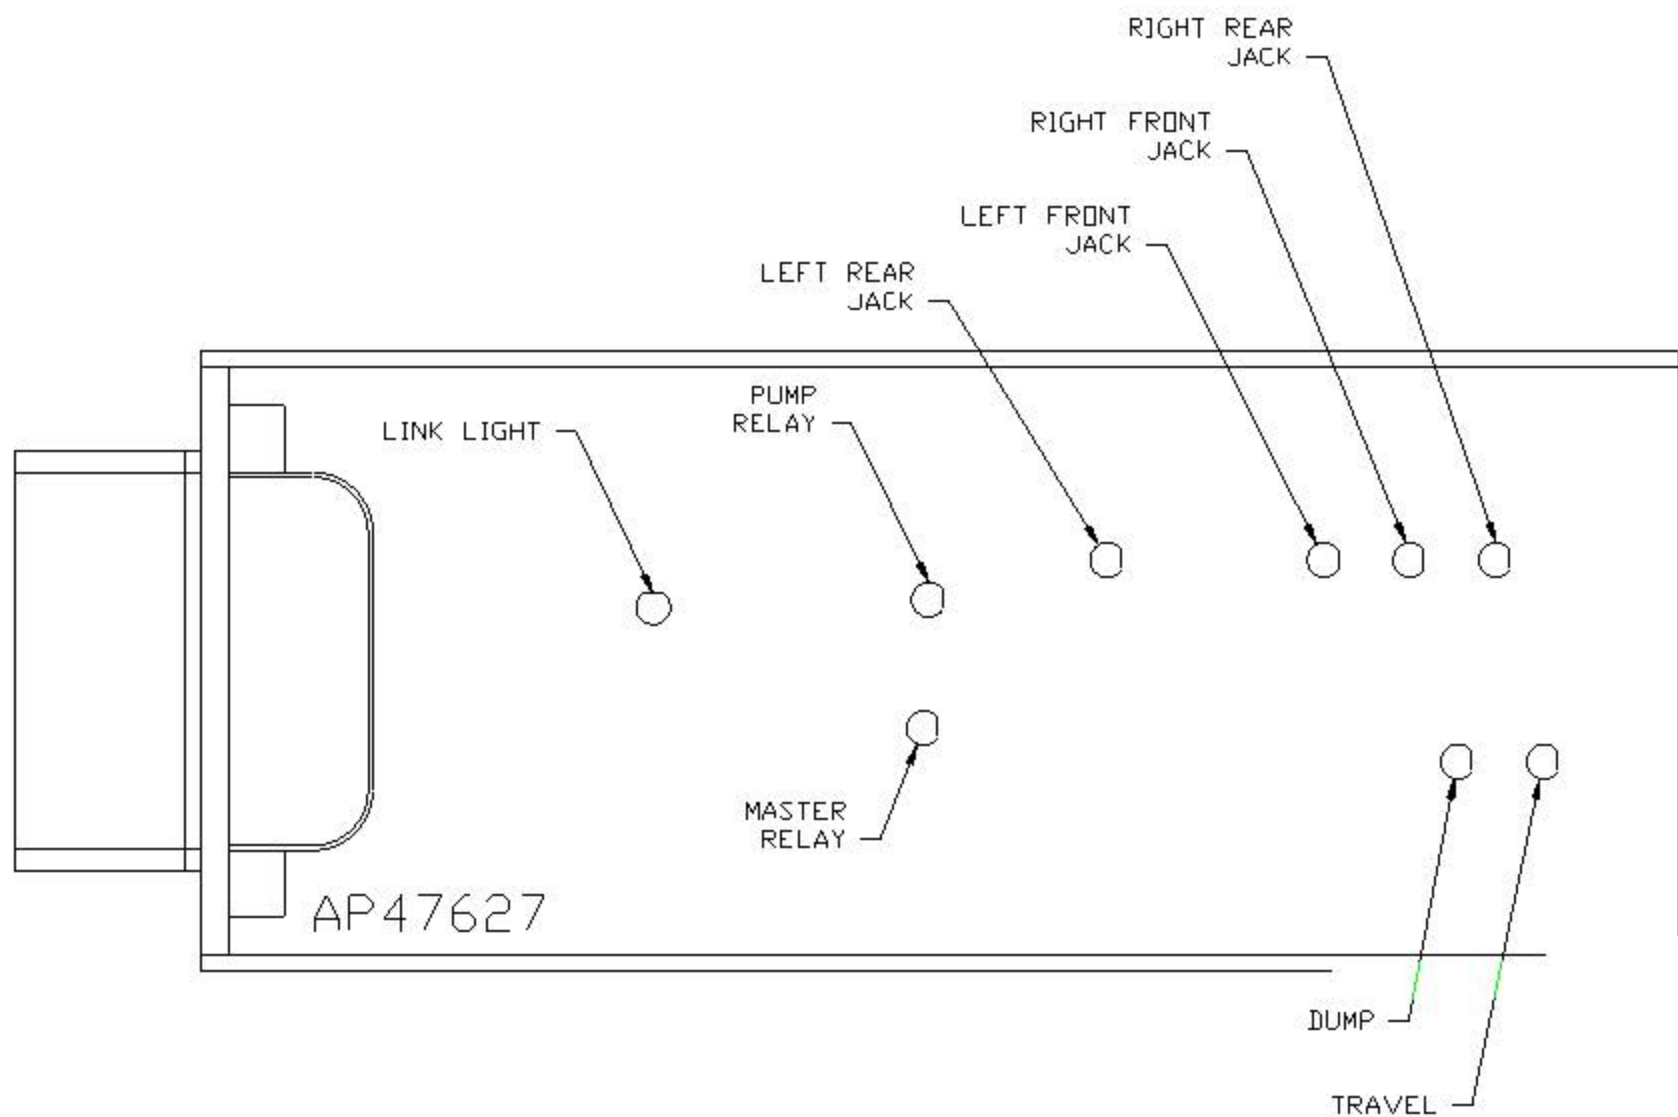 RIGHT REAR
JACK
RIGHT FRONT
JACK
LEFT FRONT
JACK
LEFT REAR
JACK
PUMP
RELAY
LINK LIGHT
MASTER
RELAY
AP47627
DUMP
TRAVEL